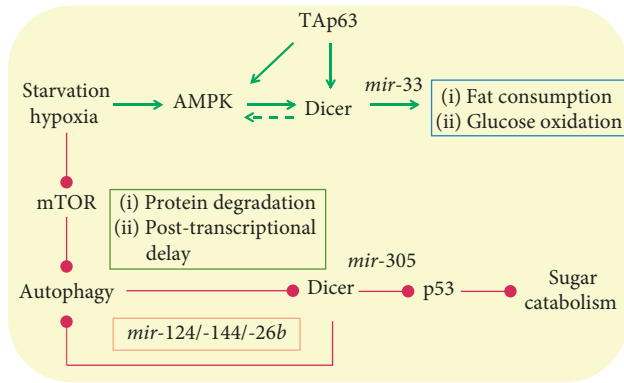 TAp63
Starvation
hypoxia
AMPK
Dicer
mir-33
(i) Fat consumption
(ii) Glucose oxidation
mTOR
(i) Protein degradation
(ii) Post-transcriptional
delay
Autophagy
Dicer
mir-305
p53
Sugar
catabolism
mir-124/-144/-26b